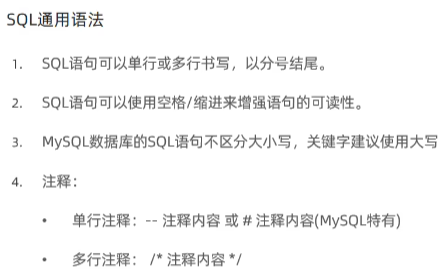 SQL通用语法
1. SQL语句可以单行或多行书写，以分号结尾。
2. SQL语句可以使用空格/缩进来增强语句的可读性。
3. MySQL数据库的SQL语句不区分大小写，关键字建议使用大写
4. 注释：
• 单行注释：-- 注释内容 或 # 注释内容(MySQL特有)
• 多行注释： /* 注释内容 */